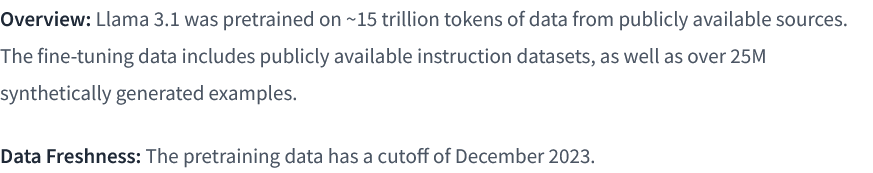 Overview: Llama 3.1 was pretrained on ~15 trillion tokens of data from publicly available sources.
The fine-tuning data includes publicly available instruction datasets, as well as over 25M
synthetically generated examples.
Data Freshness: The pretraining data has a cutoff of December 2023.